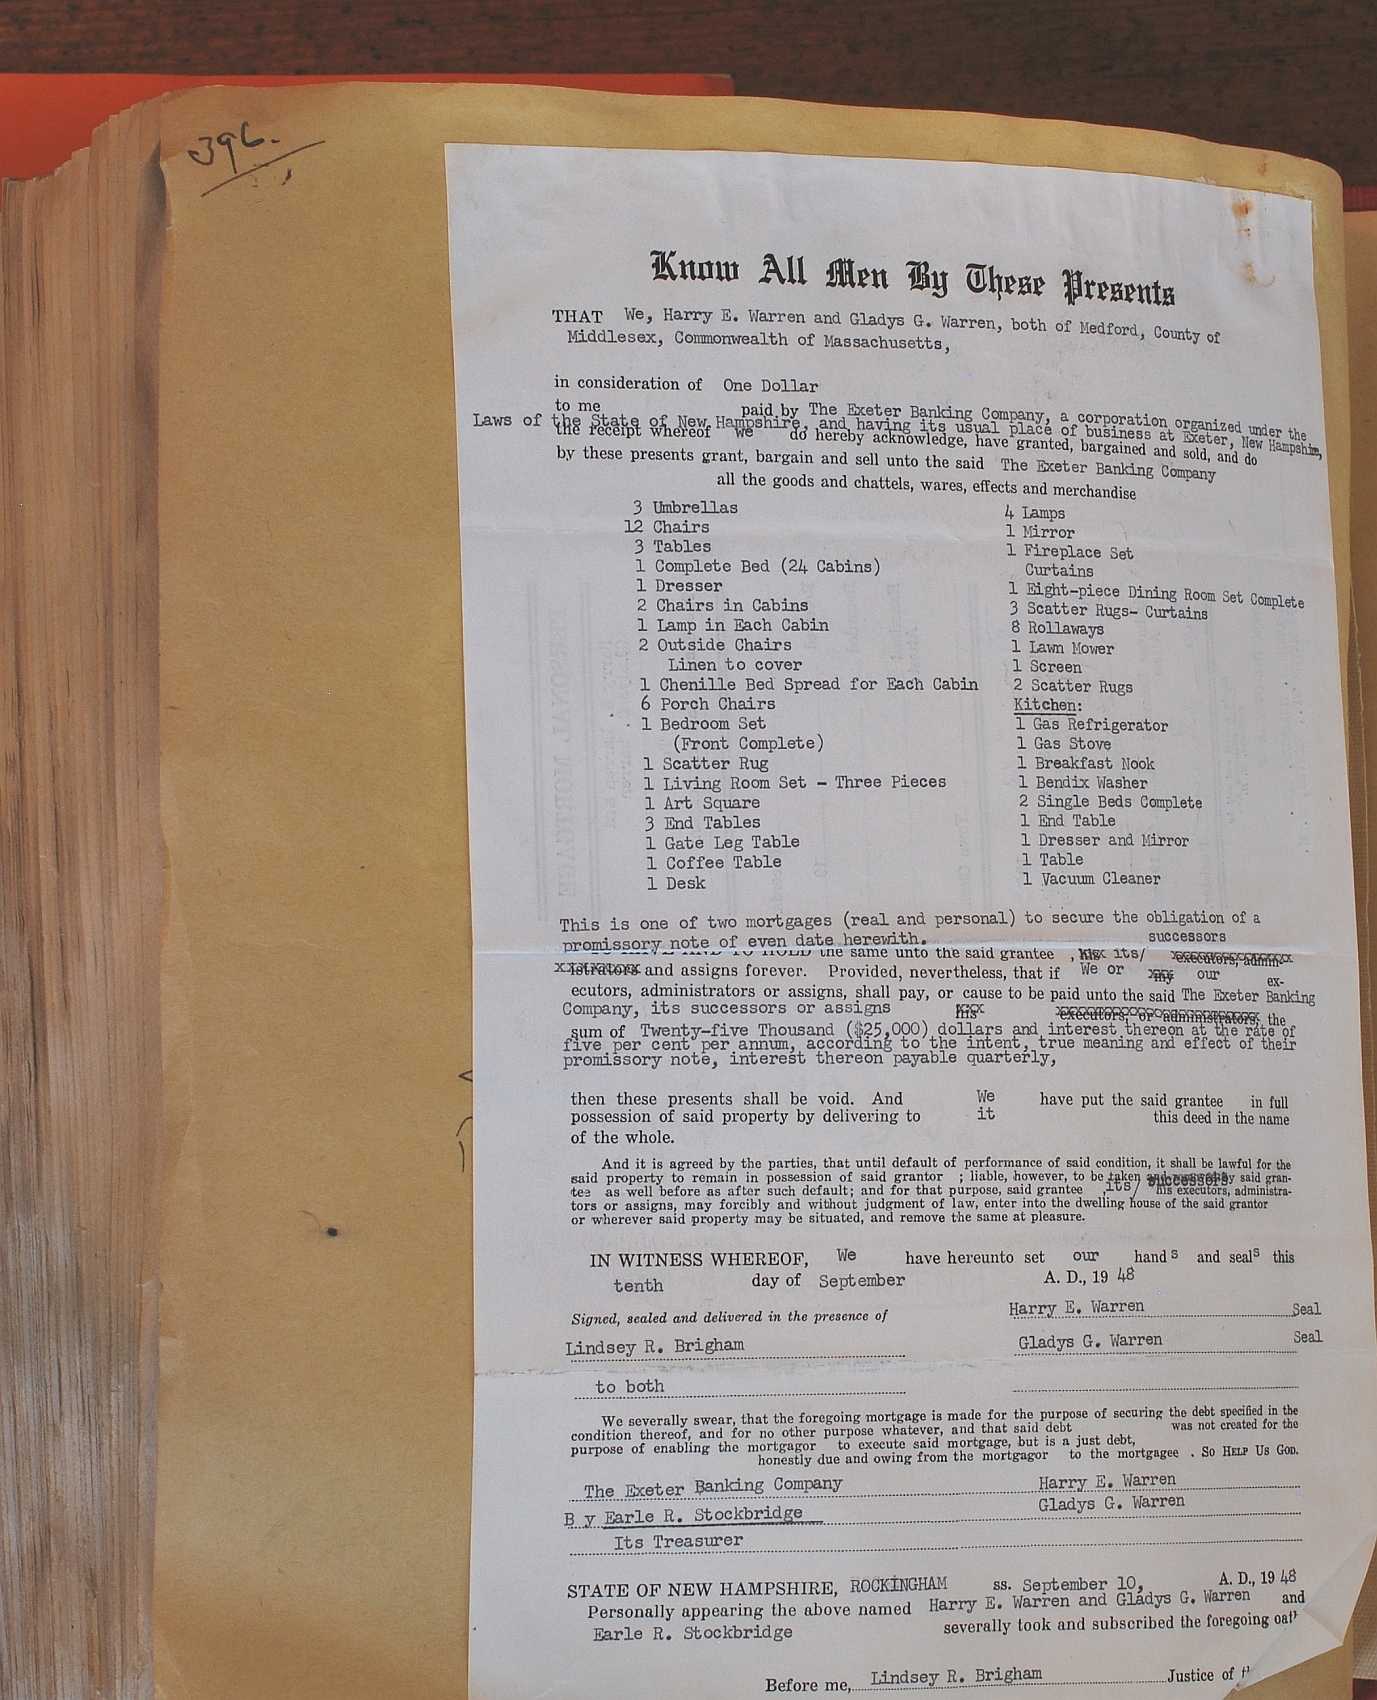 396.
Know All Men By These Presents
THAT We, Harry E. Warren and Gladys G. Warren, both of Medford, County of
Middlesex, Commonwealth of Massachusetts,
in consideration of One Dollar
to me paid by The Exeter Banking Company, a corporation organized under the
Laws of the State of New Hampshire, and having its usual place of business at Exeter, New Hampshire,
the receipt whereof We do hereby acknowledge, have granted, bargained and sold, and do
by these presents grant, bargain and sell unto the said The Exeter Banking Company
all the goods and chattels, wares, effects and merchandise
3 Umbrellas
12 Chairs
3 Tables
1 Complete Bed (24 Cabins)
1 Dresser
2 Chairs in Cabins
1 Lamp in Each Cabin
2 Outside Chairs
Linen to cover
1 Chenille Bed Spread for Each Cabin
6 Porch Chairs
1 Bedroom Set
(Front Complete)
1 Scatter Rug
1 Living Room Set - Three Pieces
1 Art Square
3 End Tables
1 Gate Leg Table
1 Coffee Table
1 Desk
4 Lamps
1 Mirror
1 Fireplace Set
Curtains
1 Eight-piece Dining Room Set Complete
3 Scatter Rugs- Curtains
8 Rollaways
1 Lawn Mower
1 Screen
2 Scatter Rugs
Kitchen:
1 Gas Refrigerator
1 Gas Stove
1 Breakfast Nook
1 Bendix Washer
2 Single Beds Complete
1 End Table
1 Dresser and Mirror
1 Table
1 Vacuum Cleaner
This is one of two mortgages (real and personal) to secure the obligation of a
promissory note of even date herewith. successors
TO HAVE AND TO HOLD the same unto the said grantee , his its/ executors, admin-
istrators and assigns forever. Provided, nevertheless, that if We or my our ex-
ecutors, administrators or assigns, shall pay, or cause to be paid unto the said The Exeter Banking
Company, its successors or assigns his executors, or administrators, the
sum of Twenty-five Thousand ($25,000) dollars and interest thereon at the rate of
five per cent per annum, according to the intent, true meaning and effect of their
promissory note, interest thereon payable quarterly,
then these presents shall be void. And We have put the said grantee in full
possession of said property by delivering to it this deed in the name
of the whole.
And it is agreed by the parties, that until default of performance of said condition, it shall be lawful for the
said property to remain in possession of said grantor ; liable, however, to be taken by said gran-
tee as well before as after such default; and for that purpose, said grantee ,its/ successors his executors, administra-
tors or assigns, may forcibly and without judgment of law, enter into the dwelling house of the said grantor
or wherever said property may be situated, and remove the same at pleasure.
IN WITNESS WHEREOF, We have hereunto set our hands and seals this
tenth day of September A. D., 19 48
Signed, sealed and delivered in the presence of
Harry E. Warren Seal
Lindsey R. Brigham Gladys G. Warren Seal
to both
We severally swear, that the foregoing mortgage is made for the purpose of securing the debt specified in the
condition thereof, and for no other purpose whatever, and that said debt was not created for the
purpose of enabling the mortgagor to execute said mortgage, but is a just debt,
honestly due and owing from the mortgagor to the mortgagee . SO HELP US GOD.
The Exeter Banking Company Harry E. Warren
B y Earle R. Stockbridge Gladys G. Warren
Its Treasurer
STATE OF NEW HAMPSHIRE, ROCKINGHAM ss. September 10, A. D., 19 48
Personally appearing the above named Harry E. Warren and Gladys G. Warren and
Earle R. Stockbridge severally took and subscribed the foregoing
Before me, Lindsey R. Brigham Justice of